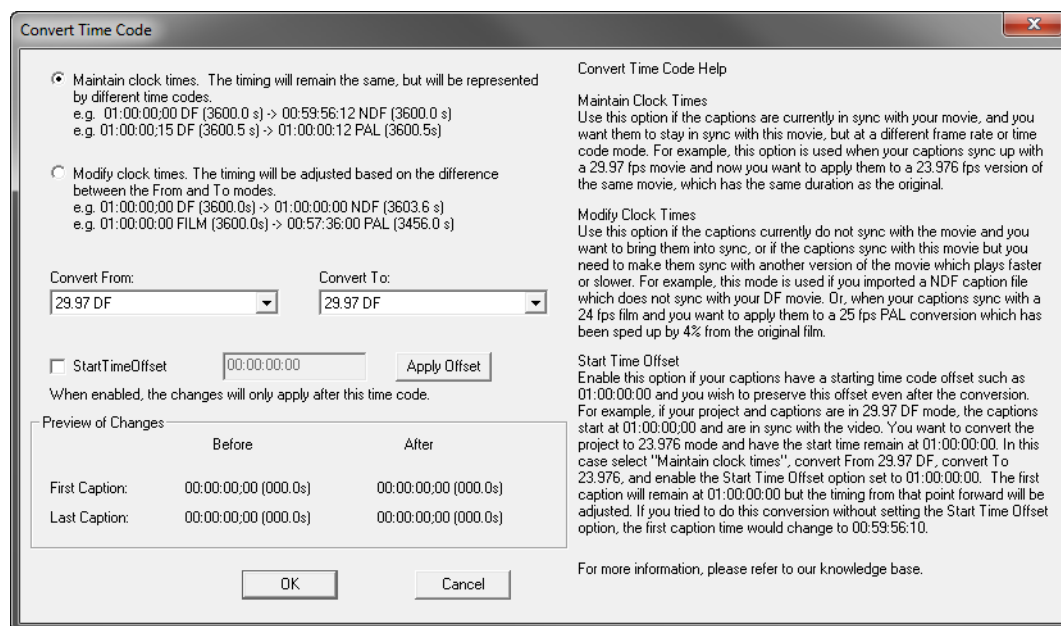 Convert Time Code
Maintain clock times. The timing will remain the same, but will be represented
by different time codes.
e.g. 01:00:00;00 DF (3600.0 s) -> 00:59:56:12 NDF (3600.0 s)
e.g. 01:00:00;15 DF (3600.5 s) -> 01:00:00:12 PAL (3600.5s)
Modify clock times. The timing will be adjusted based on the difference
between the From and To modes.
e.g. 01:00:00;00 DF (3600.0s) -> 01:00:00:00 NDF (3603.6 s)
e.g. 01:00:00:00 FILM (3600.0s) -> 00:57:36:00 PAL (3456.0 s)
Convert From:
Convert To:
29.97 DF
29.97 DF
StartTimeOffset
00:00:00:00
Apply Offset
When enabled, the changes will only apply after this time code.
Preview of Changes
Before
After
First Caption:
00:00:00;00 (000.0s)
00:00:00;00 (000.0s)
Last Caption:
00:00:00;00 (000.0s)
00:00:00;00 (000.0s)
OK
Cancel
Convert Time Code Help
Maintain Clock Times
Use this option if the captions are currently in sync with your movie, and you
want them to stay in sync with this movie, but at a different frame rate or time
code mode. For example, this option is used when your captions sync up with
a 29.97 fps movie and now you want to apply them to a 23.976 fps version of
the same movie, which has the same duration as the original.
Modify Clock Times
Use this option if the captions currently do not sync with the movie and you
want to bring them into sync, or if the captions sync with this movie but you
need to make them sync with another version of the movie which plays faster
or slower. For example, this mode is used if you imported a NDF caption file
which does not sync with your DF movie. Or, when your captions sync with a
24 fps film and you want to apply them to a 25 fps PAL conversion which has
been sped up by 4% from the original film.
Start Time Offset
Enable this option if your captions have a starting time code offset such as
01:00:00:00 and you wish to preserve this offset even after the conversion.
For example, if your project and captions are in 29.97 DF mode, the captions
start at 01:00:00;00 and are in sync with the video. You want to convert the
project to 23.976 mode and have the start time remain at 01:00:00:00. In this
case select "Maintain clock times", convert From 29.97 DF, convert To
23.976, and enable the Start Time Offset option set to 01:00:00:00. The first
caption will remain at 01:00:00:00 but the timing from that point forward will be
adjusted. If you tried to do this conversion without setting the Start Time Offset
option, the first caption time would change to 00:59:56:10.
For more information, please refer to our knowledge base.